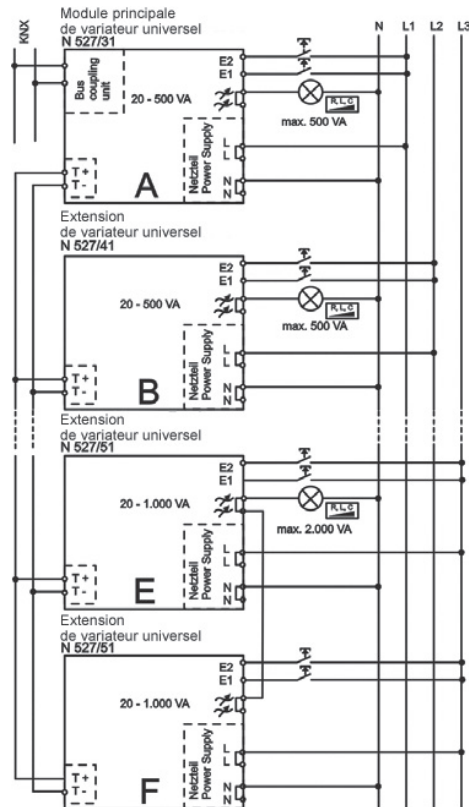 Module principale
de variateur universel
N 527/31
KNX
N L1 L2 L3
Bus
coupling
unit
20 - 500 VA
E2
E1
R, L, C
max. 500 VA
Netzteil
Power Supply
L
L
N
N
T+
T-
A
Extension
de variateur universel
N 527/41
20 - 500 VA
E2
E1
R, L, C
max. 500 VA
Netzteil
Power Supply
L
L
N
N
T+
T-
B
Extension
de variateur universel
N 527/51
20 - 1.000 VA
E2
E1
R, L, C
max. 2.000 VA
Netzteil
Power Supply
L
L
N
N
T+
T-
E
Extension
de variateur universel
N 527/51
20 - 1.000 VA
E2
E1
Netzteil
Power Supply
L
L
N
N
T+
T-
F